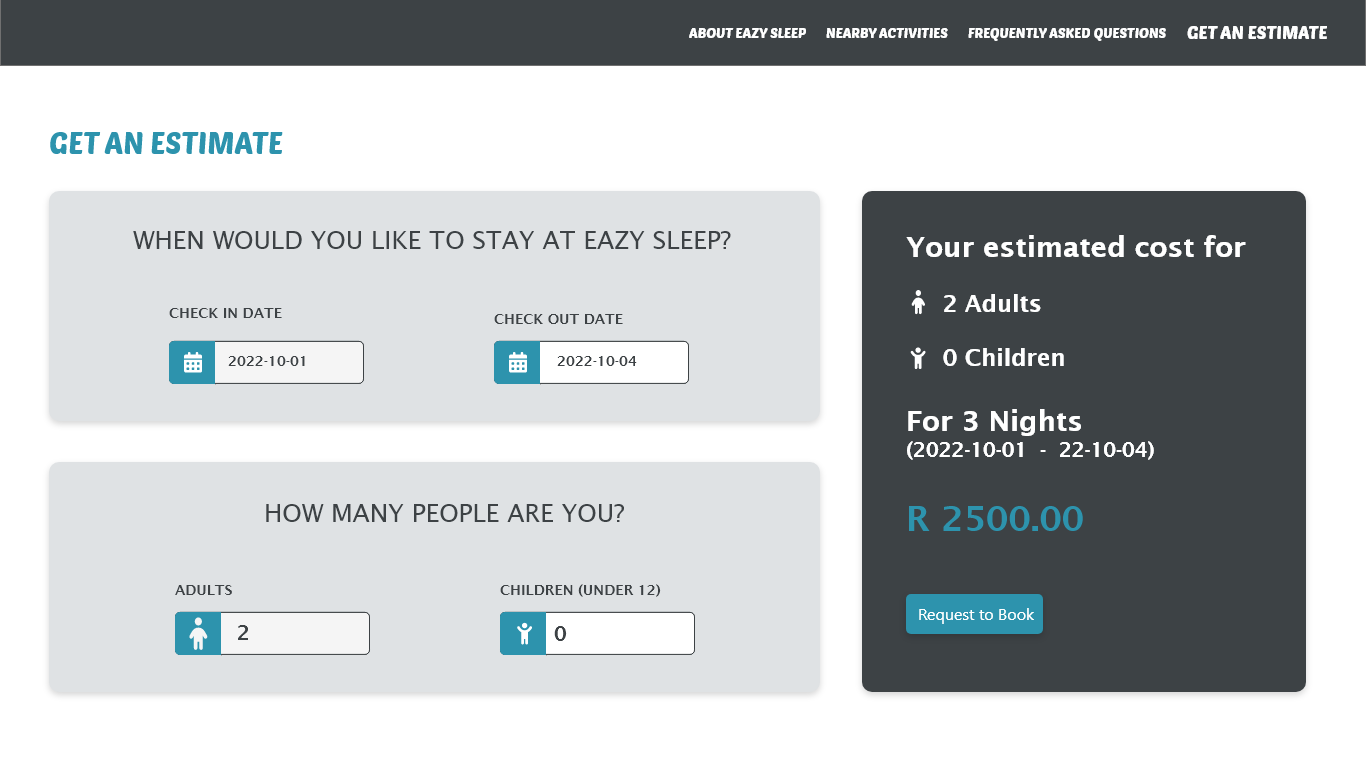 ABOUT EAZY SLEEP NEARBY ACTIVITIES FREQUENTLY ASKED QUESTIONS GET AN ESTIMATE
GET AN ESTIMATE
WHEN WOULD YOU LIKE TO STAY AT EAZY SLEEP?
CHECK IN DATE
2022-10-01
CHECK OUT DATE
2022-10-04
HOW MANY PEOPLE ARE YOU?
ADULTS
2
CHILDREN (UNDER 12)
0
Your estimated cost for
2 Adults
0 Children
For 3 Nights
(2022-10-01 - 22-10-04)
R 2500.00
Request to Book